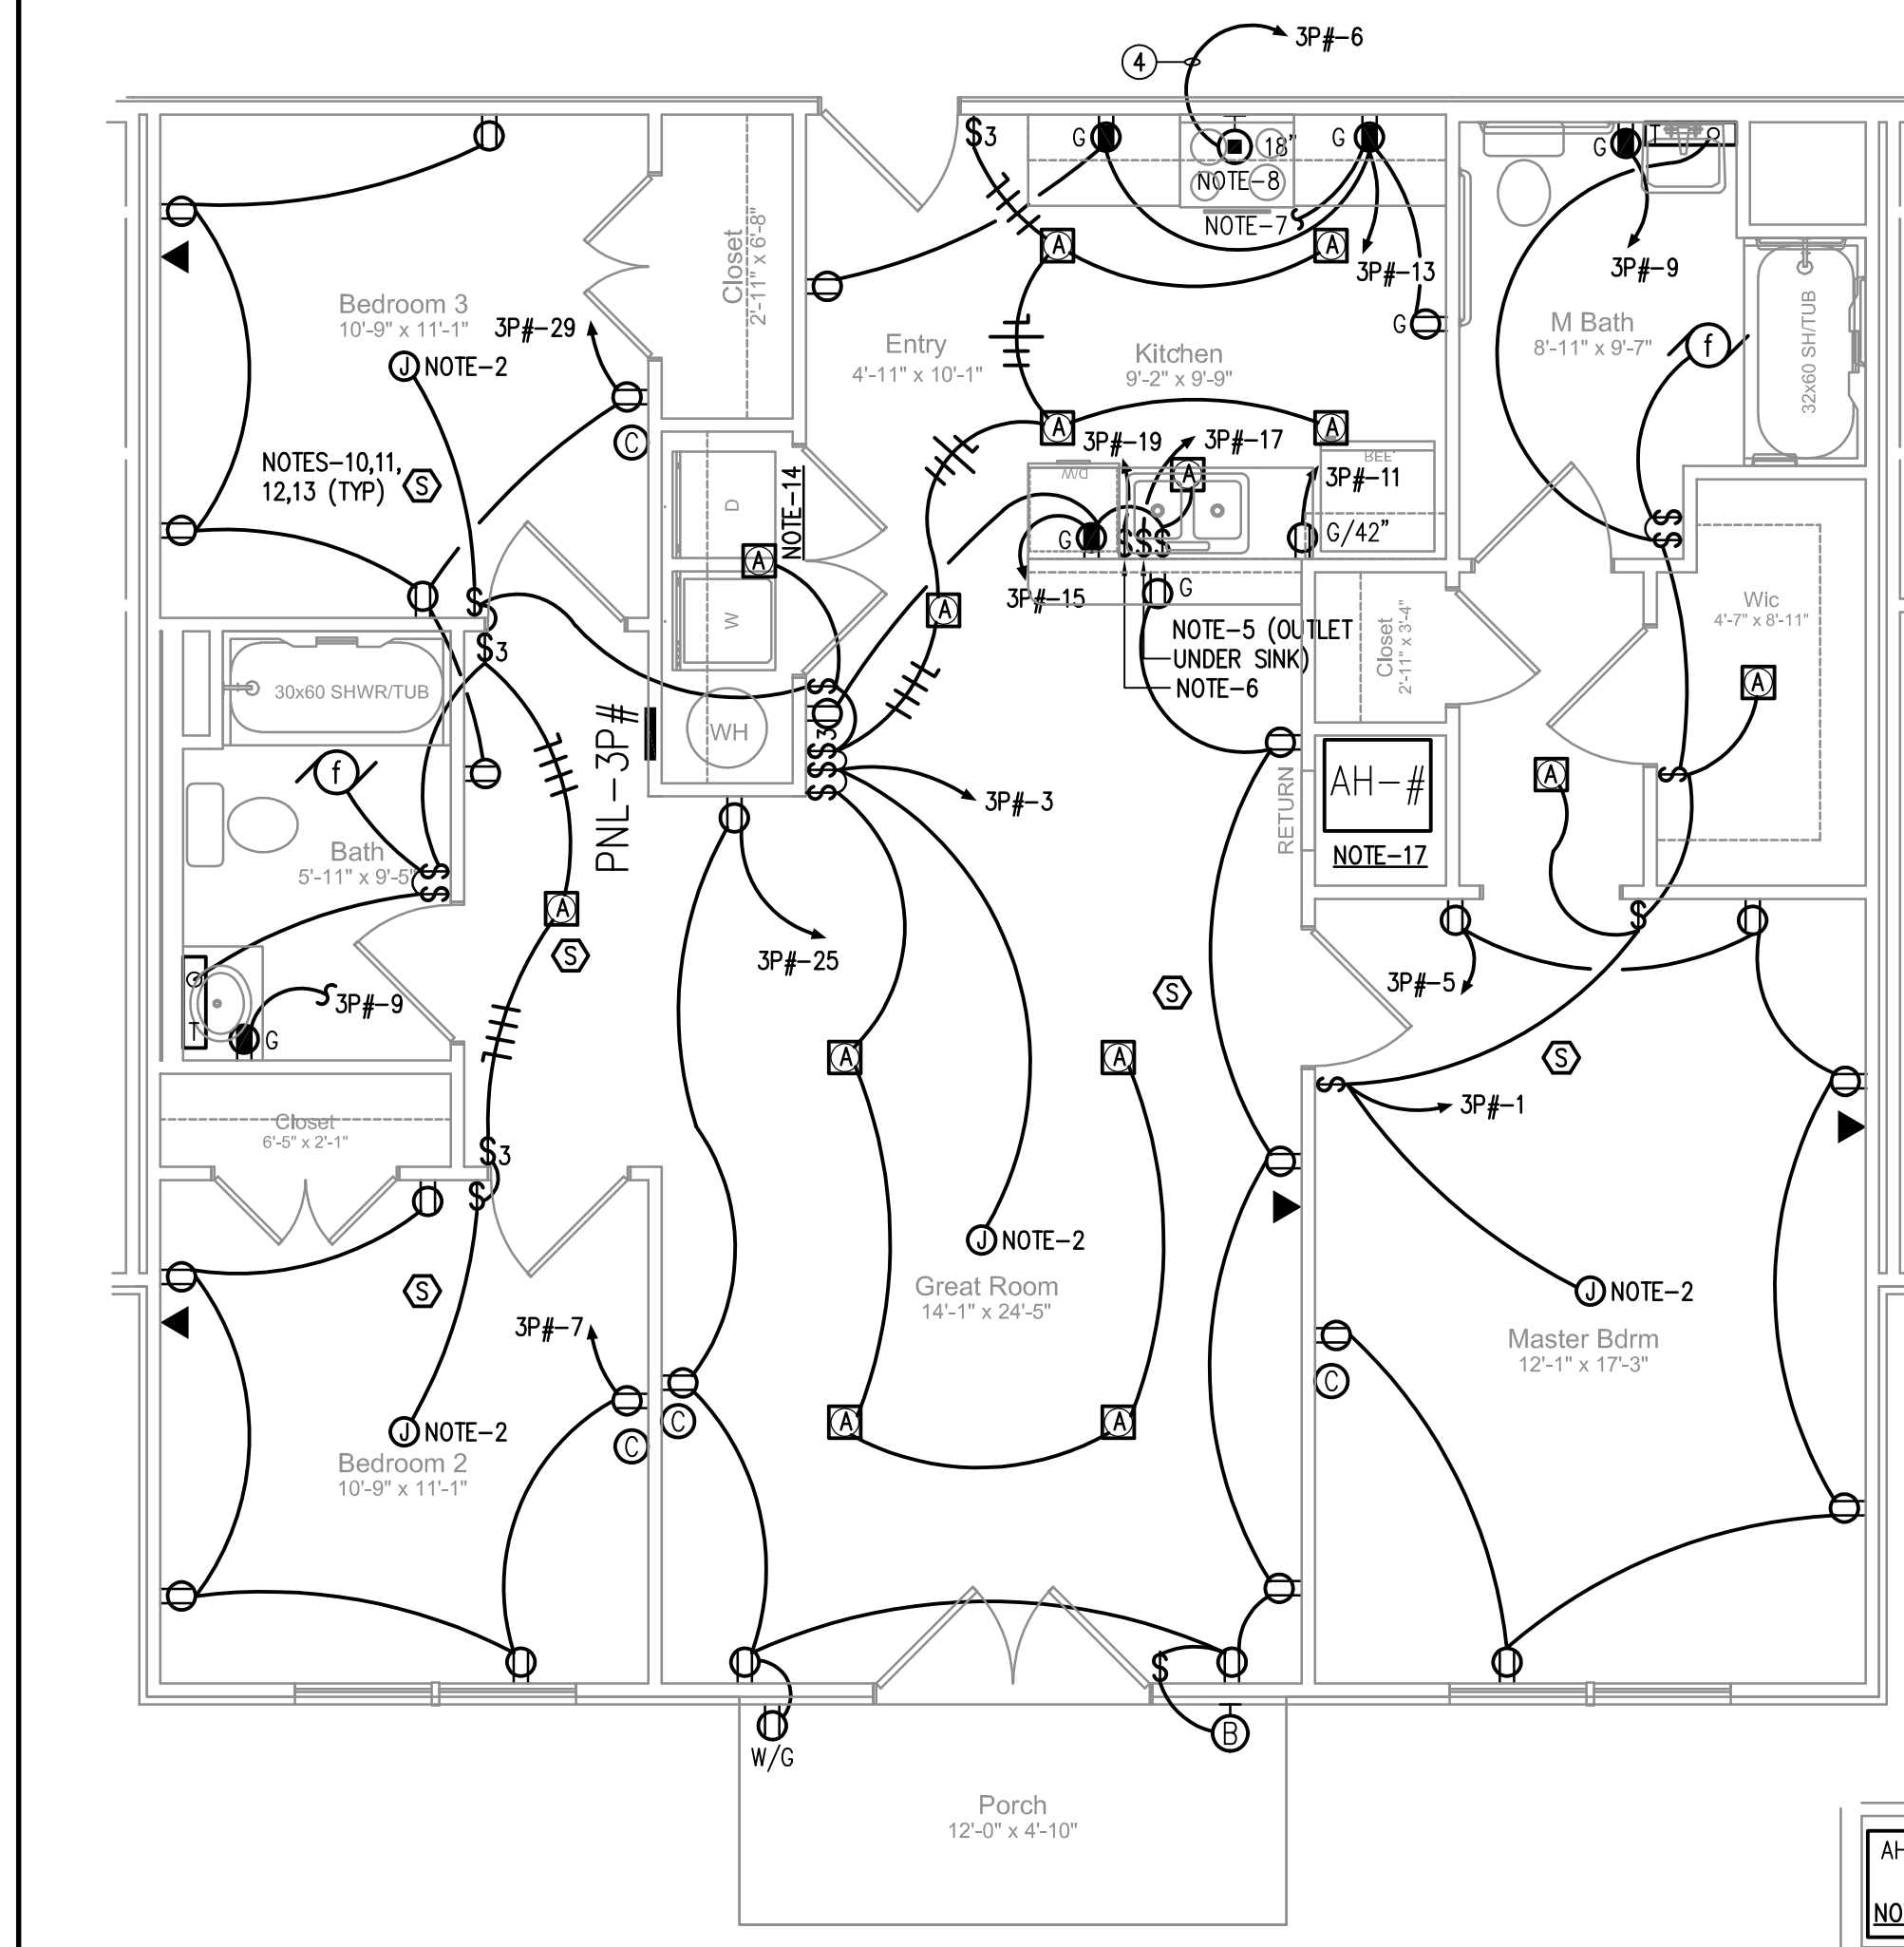 3P#-6
4
$3
G
18"
G
G
T
NOTE-8
NOTE-7
A
A
3P#-13
3P#-9
Closet
2'-11" x 6'-8"
Bedroom 3
10'-9" x 11'-1"
3P#-29
J NOTE-2
Entry
4'-11" x 10'-1"
Kitchen
9'-2" x 9'-9"
G
M Bath
8'-11" x 9'-7"
f
32x60 SH/TUB
C
A
A
3P#-19
3P#-17
REF.
3P#-11
NOTES-10,11,
12,13 (TYP)
S
D
NOTE-14
D/W
A
G
$
$
$
G/42"
$
$
A
3P#-15
G
W
$
A
NOTE-5 (OUTLET
UNDER SINK)
NOTE-6
Closet
2'-11" x 3'-4"
Wic
4'-7" x 8'-11"
$3
30x60 SHWR/TUB
PNL-3P#
WH
$
3
$
$
$
A
f
3P#-3
RETURN
AH-#
NOTE-17
A
$
Bath
5'-11" x 9'-5"
$
$
A
S
3P#-25
3P#-5
$
S
T
3P#-9
G
A
A
S
$
3P#-1
Closet
6'-5" x 2'-1"
$3
$
J NOTE-2
Great Room
14'-1" x 24'-5"
S
3P#-7
J NOTE-2
Master Bdrm
12'-1" x 17'-3"
C
J NOTE-2
Bedroom 2
10'-9" x 11'-1"
C
C
A
A
$
W/G
B
Porch
12'-0" x 4'-10"
AH
NO